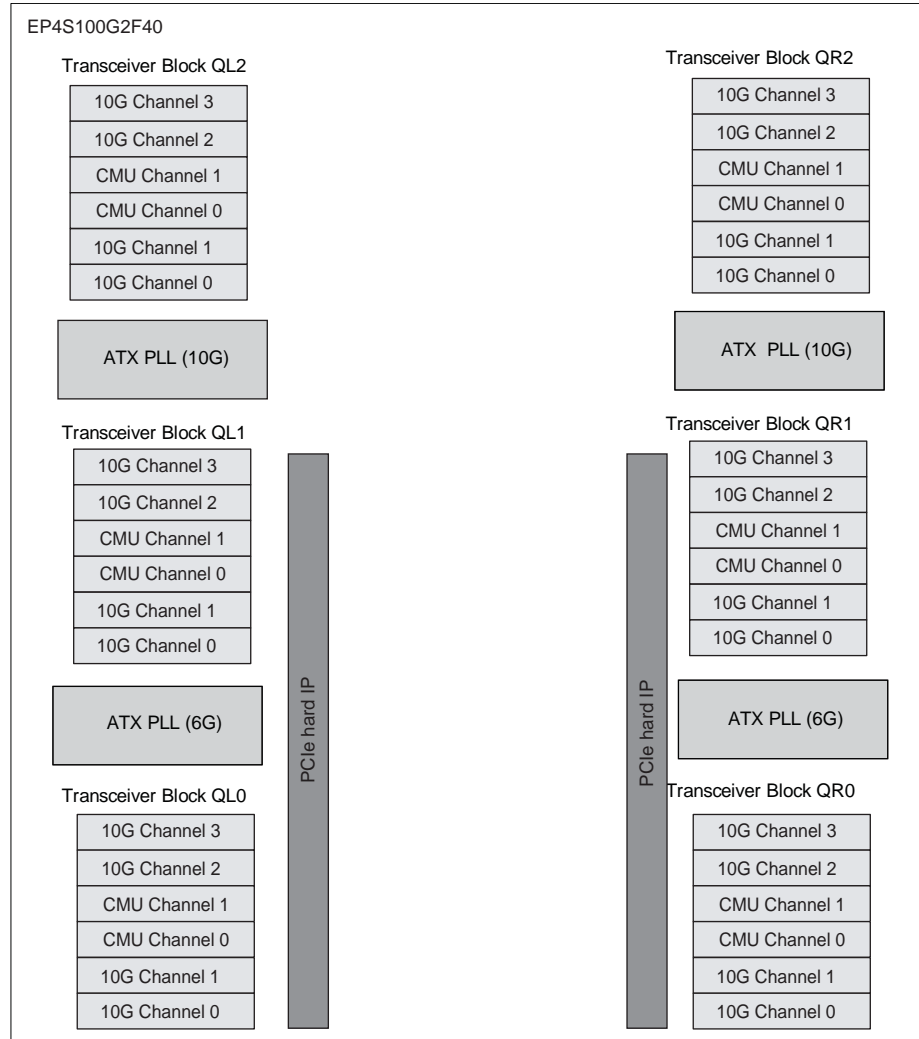 EP4S100G2F40
Transceiver Block QL2
10G Channel 3
10G Channel 2
CMU Channel 1
CMU Channel 0
10G Channel 1
10G Channel 0
ATX PLL (10G)
Transceiver Block QL1
10G Channel 3
10G Channel 2
CMU Channel 1
CMU Channel 0
10G Channel 1
10G Channel 0
ATX PLL (6G)
Transceiver Block QL0
10G Channel 3
10G Channel 2
CMU Channel 1
CMU Channel 0
10G Channel 1
10G Channel 0
PCIe hard IP
Transceiver Block QR2
10G Channel 3
10G Channel 2
CMU Channel 1
CMU Channel 0
10G Channel 1
10G Channel 0
ATX PLL (10G)
Transceiver Block QR1
10G Channel 3
10G Channel 2
CMU Channel 1
CMU Channel 0
10G Channel 1
10G Channel 0
PCIe hard IP
ATX PLL (6G)
Transceiver Block QR0
10G Channel 3
10G Channel 2
CMU Channel 1
CMU Channel 0
10G Channel 1
10G Channel 0